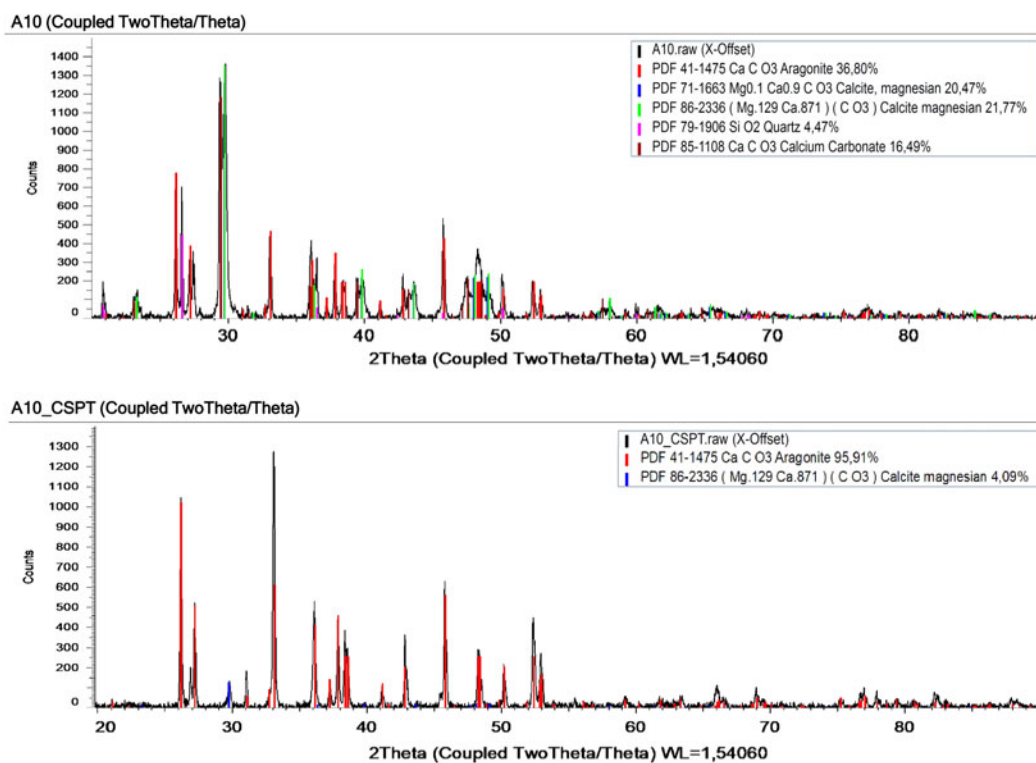 A10 (Coupled TwoTheta/Theta)
1400
1300
1200
1100
1000
900
800
700
600
500
400
300
200
100
0
Counts
A10.raw (X-Offset)
PDF 41-1475 Ca C O3 Aragonite 36,80%
PDF 71-1663 Mg0.1 Ca0.9 C O3 Calcite, magnesian 20,47%
PDF 86-2336 ( Mg.129 Ca.871 ) ( C O3 ) Calcite magnesian 21,77%
PDF 79-1906 Si O2 Quartz 4,47%
PDF 85-1108 Ca C O3 Calcium Carbonate 16,49%
30 40 50 60 70 80
2Theta (Coupled TwoTheta/Theta) WL=1,54060
A10_CSPT (Coupled TwoTheta/Theta)
1300
1200
1100
1000
900
800
700
600
500
400
300
200
100
0
Counts
A10_CSPT.raw (X-Offset)
PDF 41-1475 Ca C O3 Aragonite 95,91%
PDF 86-2336 ( Mg.129 Ca.871 ) ( C O3 ) Calcite magnesian 4,09%
20 30 40 50 60 70 80
2Theta (Coupled TwoTheta/Theta) WL=1,54060